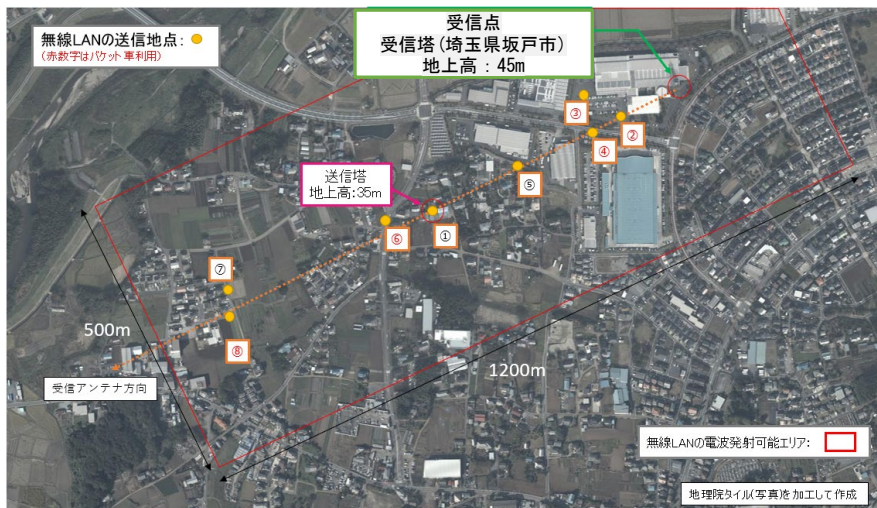 無線LANの送信地点:
(赤数字はパケット車利用)
受信点
受信塔(埼玉県坂戸市)
地上高：45m
③
②
④
送信塔
地上高:35m
⑤
⑥
①
⑦
⑧
500m
受信アンテナ方向
1200m
無線LANの電波発射可能エリア:
地理院タイル(写真)を加工して作成